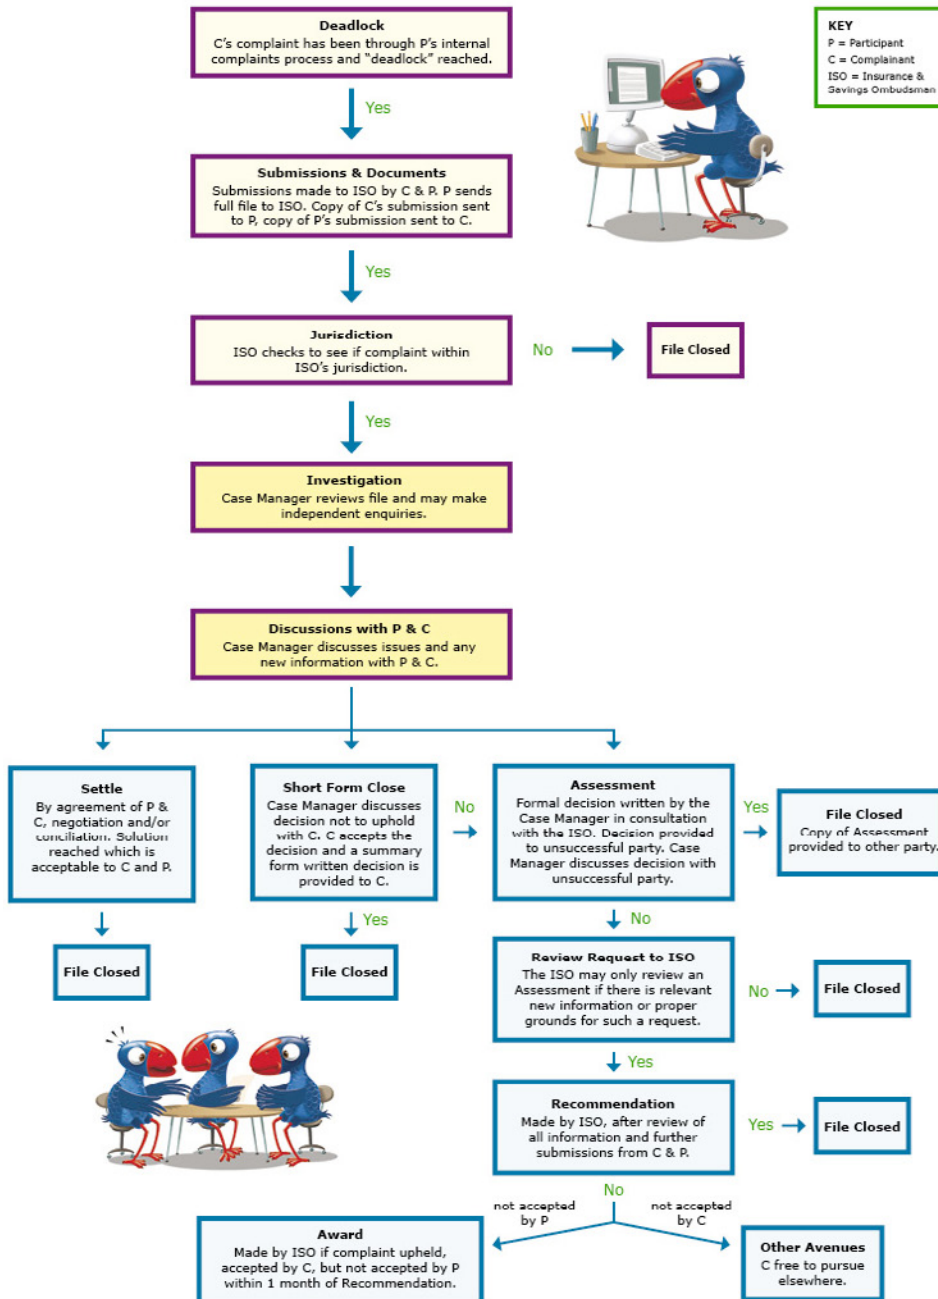 Deadlock
C's complaint has been through P's internal
complaints process and "deadlock" reached.
KEY
P = Participant
C = Complainant
ISO = Insurance &
Savings Ombudsman
Yes
Submissions & Documents
Submissions made to ISO by C & P. P sends
full file to ISO. Copy of C's submission sent
to P, copy of P's submission sent to C.
Yes
Jurisdiction
ISO checks to see if complaint within
ISO's jurisdiction.
No
File Closed
Yes
Investigation
Case Manager reviews file and may make
independent enquiries.
Discussions with P & C
Case Manager discusses issues and any
new information with P & C.
Settle
By agreement of P &
C, negotiation and/or
conciliation. Solution
reached which is
acceptable to C and P.
Short Form Close
Case Manager discusses
decision not to uphold
with C. C accepts the
decision and a summary
form written decision is
provided to C.
No
Assessment
Formal decision written by the
Case Manager in consultation
with the ISO. Decision provided
to unsuccessful party. Case
Manager discusses decision with
unsuccessful party.
Yes
File Closed
Copy of Assessment
provided to other party.
Yes
No
File Closed
File Closed
Review Request to ISO
The ISO may only review an
Assessment if there is relevant
new information or proper
grounds for such a request.
No
File Closed
Yes
Recommendation
Made by ISO, after review of
all information and further
submissions from C & P.
Yes
File Closed
No
not accepted
by P
not accepted
by C
Award
Made by ISO if complaint upheld,
accepted by C, but not accepted by P
within 1 month of Recommendation.
Other Avenues
C free to pursue
elsewhere.